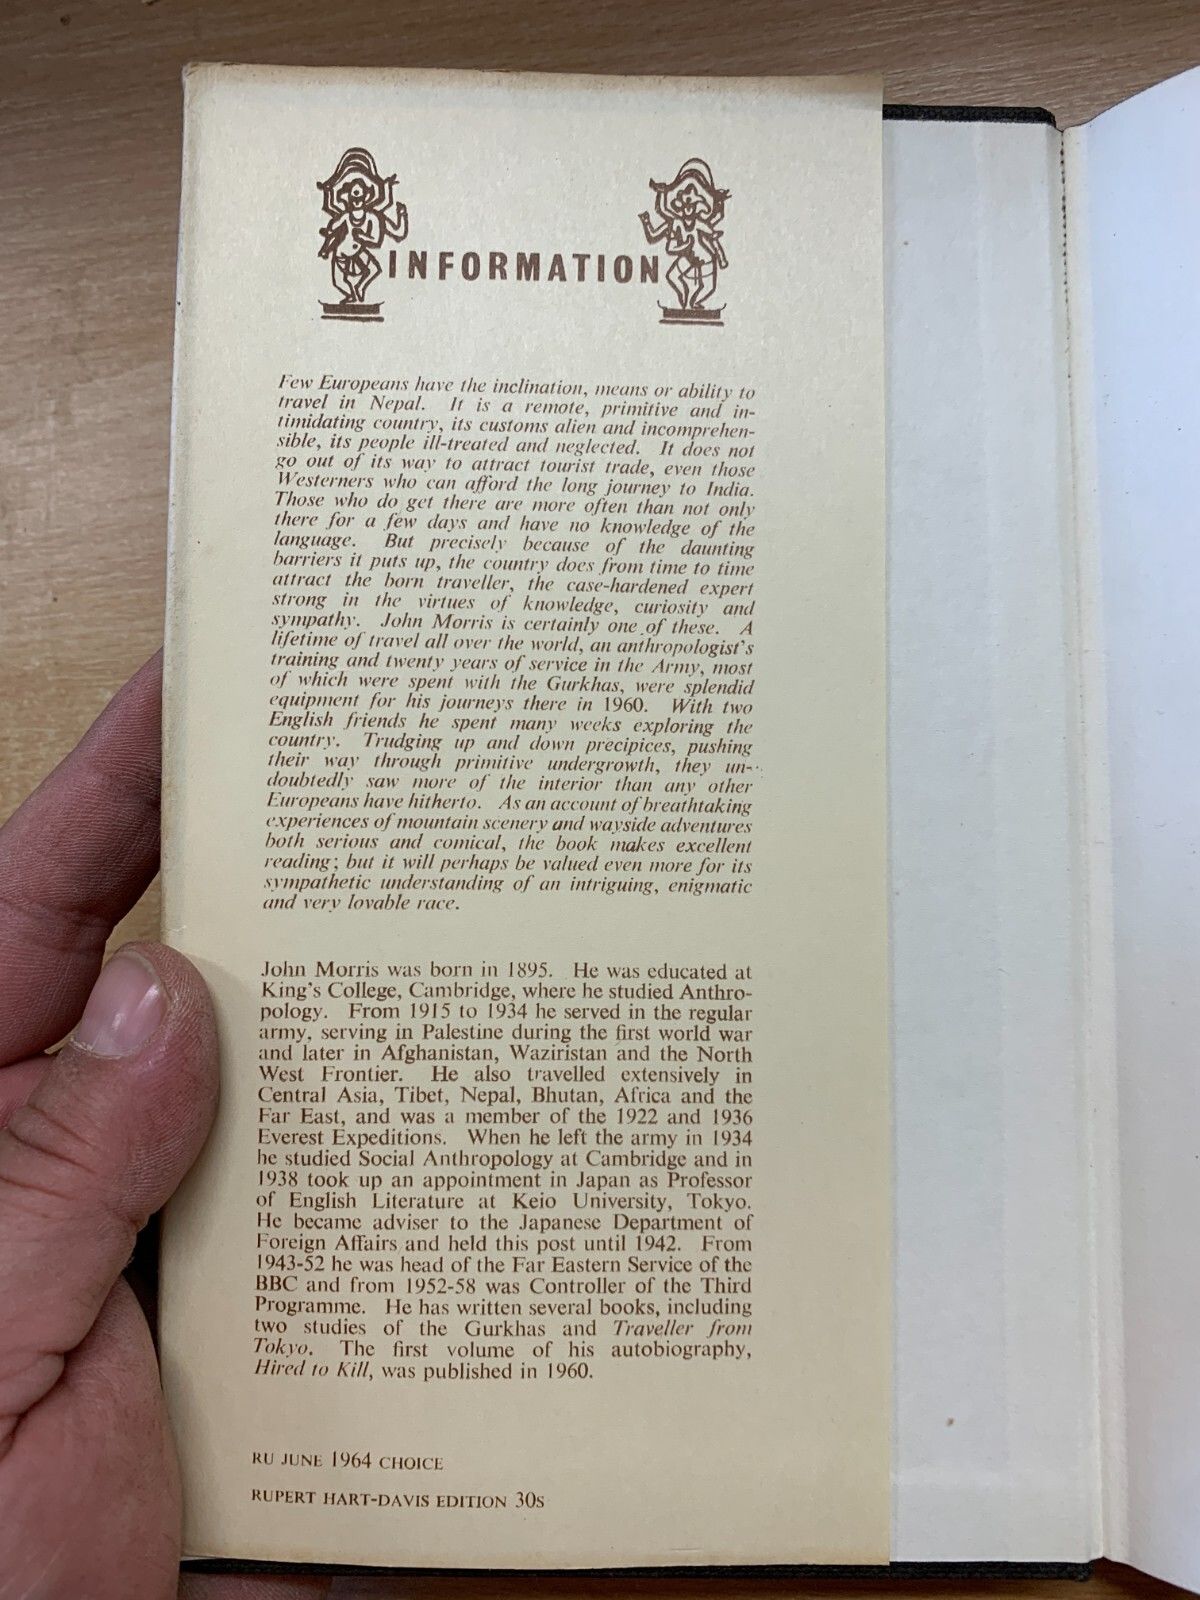 INFORMATION
Few Europeans have the inclination, means or ability to
travel in Nepal. It is a remote, primitive and in-
timidating country, its customs alien and incomprehen-
sible, its people ill-treated and neglected. It does not
go out of its way to attract tourist trade, even those
Westerners who can afford the long journey to India.
Those who do get there are more often than not only
there for a few days and have no knowledge of the
language. But precisely because of the daunting
barriers it puts up, the country does from time to time
attract the born traveller, the case-hardened expert
strong in the virtues of knowledge, curiosity and
sympathy. John Morris is certainly one of these. A
lifetime of travel all over the world, an anthropologist's
training and twenty years of service in the Army, most
of which were spent with the Gurkhas, were splendid
equipment for his journeys there in 1960. With two
English friends he spent many weeks exploring the
country. Trudging up and down precipices, pushing
their way through primitive undergrowth, they un-
doubtedly saw more of the interior than any other
Europeans have hitherto. As an account of breathtaking
experiences of mountain scenery and wayside adventures
both serious and comical, the book makes excellent
reading; but it will perhaps be valued even more for its
sympathetic understanding of an intriguing, enigmatic
and very lovable race.
John Morris was born in 1895. He was educated at
King's College, Cambridge, where he studied Anthro-
pology. From 1915 to 1934 he served in the regular
army, serving in Palestine during the first world war
and later in Afghanistan, Waziristan and the North
West Frontier. He also travelled extensively in
Central Asia, Tibet, Nepal, Bhutan, Africa and the
Far East, and was a member of the 1922 and 1936
Everest Expeditions. When he left the army in 1934
he studied Social Anthropology at Cambridge and in
1938 took up an appointment in Japan as Professor
of English Literature at Keio University, Tokyo.
He became adviser to the Japanese Department of
Foreign Affairs and held this post until 1942. From
1943-52 he was head of the Far Eastern Service of the
BBC and from 1952-58 was Controller of the Third
Programme. He has written several books, including
two studies of the Gurkhas and Traveller from
Tokyo. The first volume of his autobiography,
Hired to Kill, was published in 1960.
RU JUNE 1964 CHOICE
RUPERT HART-DAVIS EDITION 30s